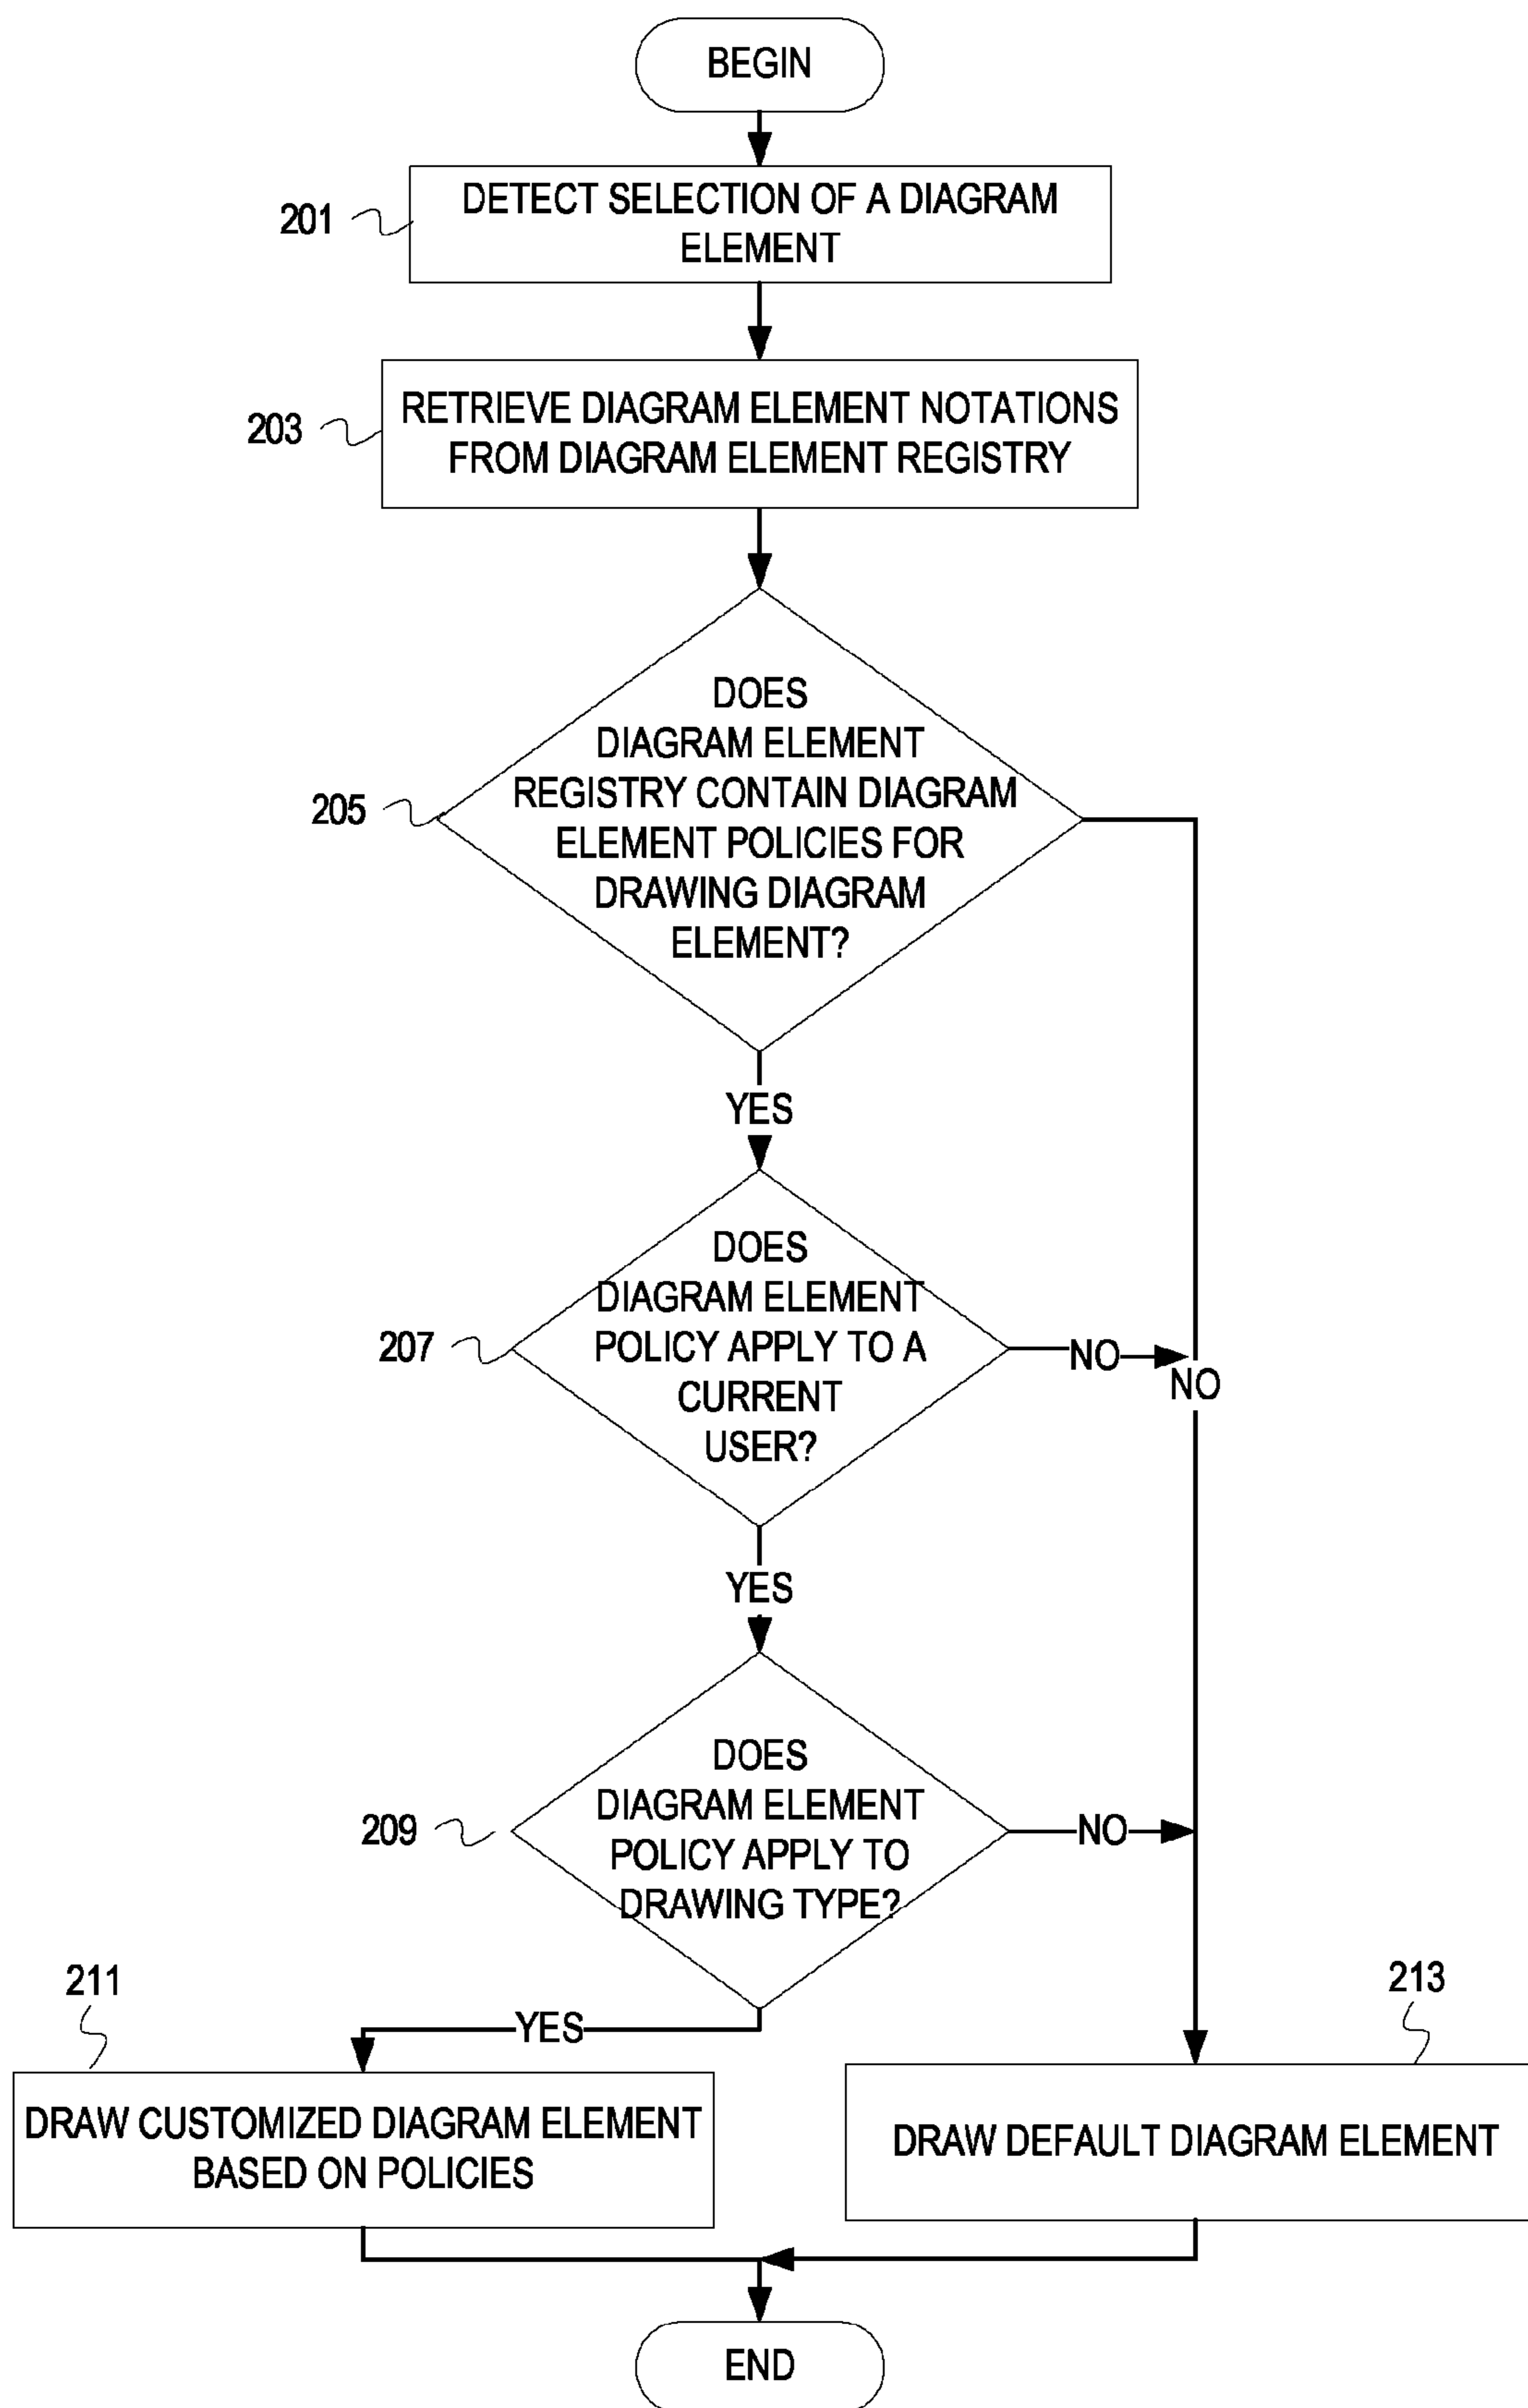 BEGIN
201
DETECT SELECTION OF A DIAGRAM
ELEMENT
203
RETRIEVE DIAGRAM ELEMENT NOTATIONS
FROM DIAGRAM ELEMENT REGISTRY
205
DOES
DIAGRAM ELEMENT
REGISTRY CONTAIN DIAGRAM
ELEMENT POLICIES FOR
DRAWING DIAGRAM
ELEMENT?
YES
207
DOES
DIAGRAM ELEMENT
POLICY APPLY TO A
CURRENT
USER?
NO
NO
YES
209
DOES
DIAGRAM ELEMENT
POLICY APPLY TO
DRAWING TYPE?
NO
YES
211
DRAW CUSTOMIZED DIAGRAM ELEMENT
BASED ON POLICIES
213
DRAW DEFAULT DIAGRAM ELEMENT
END